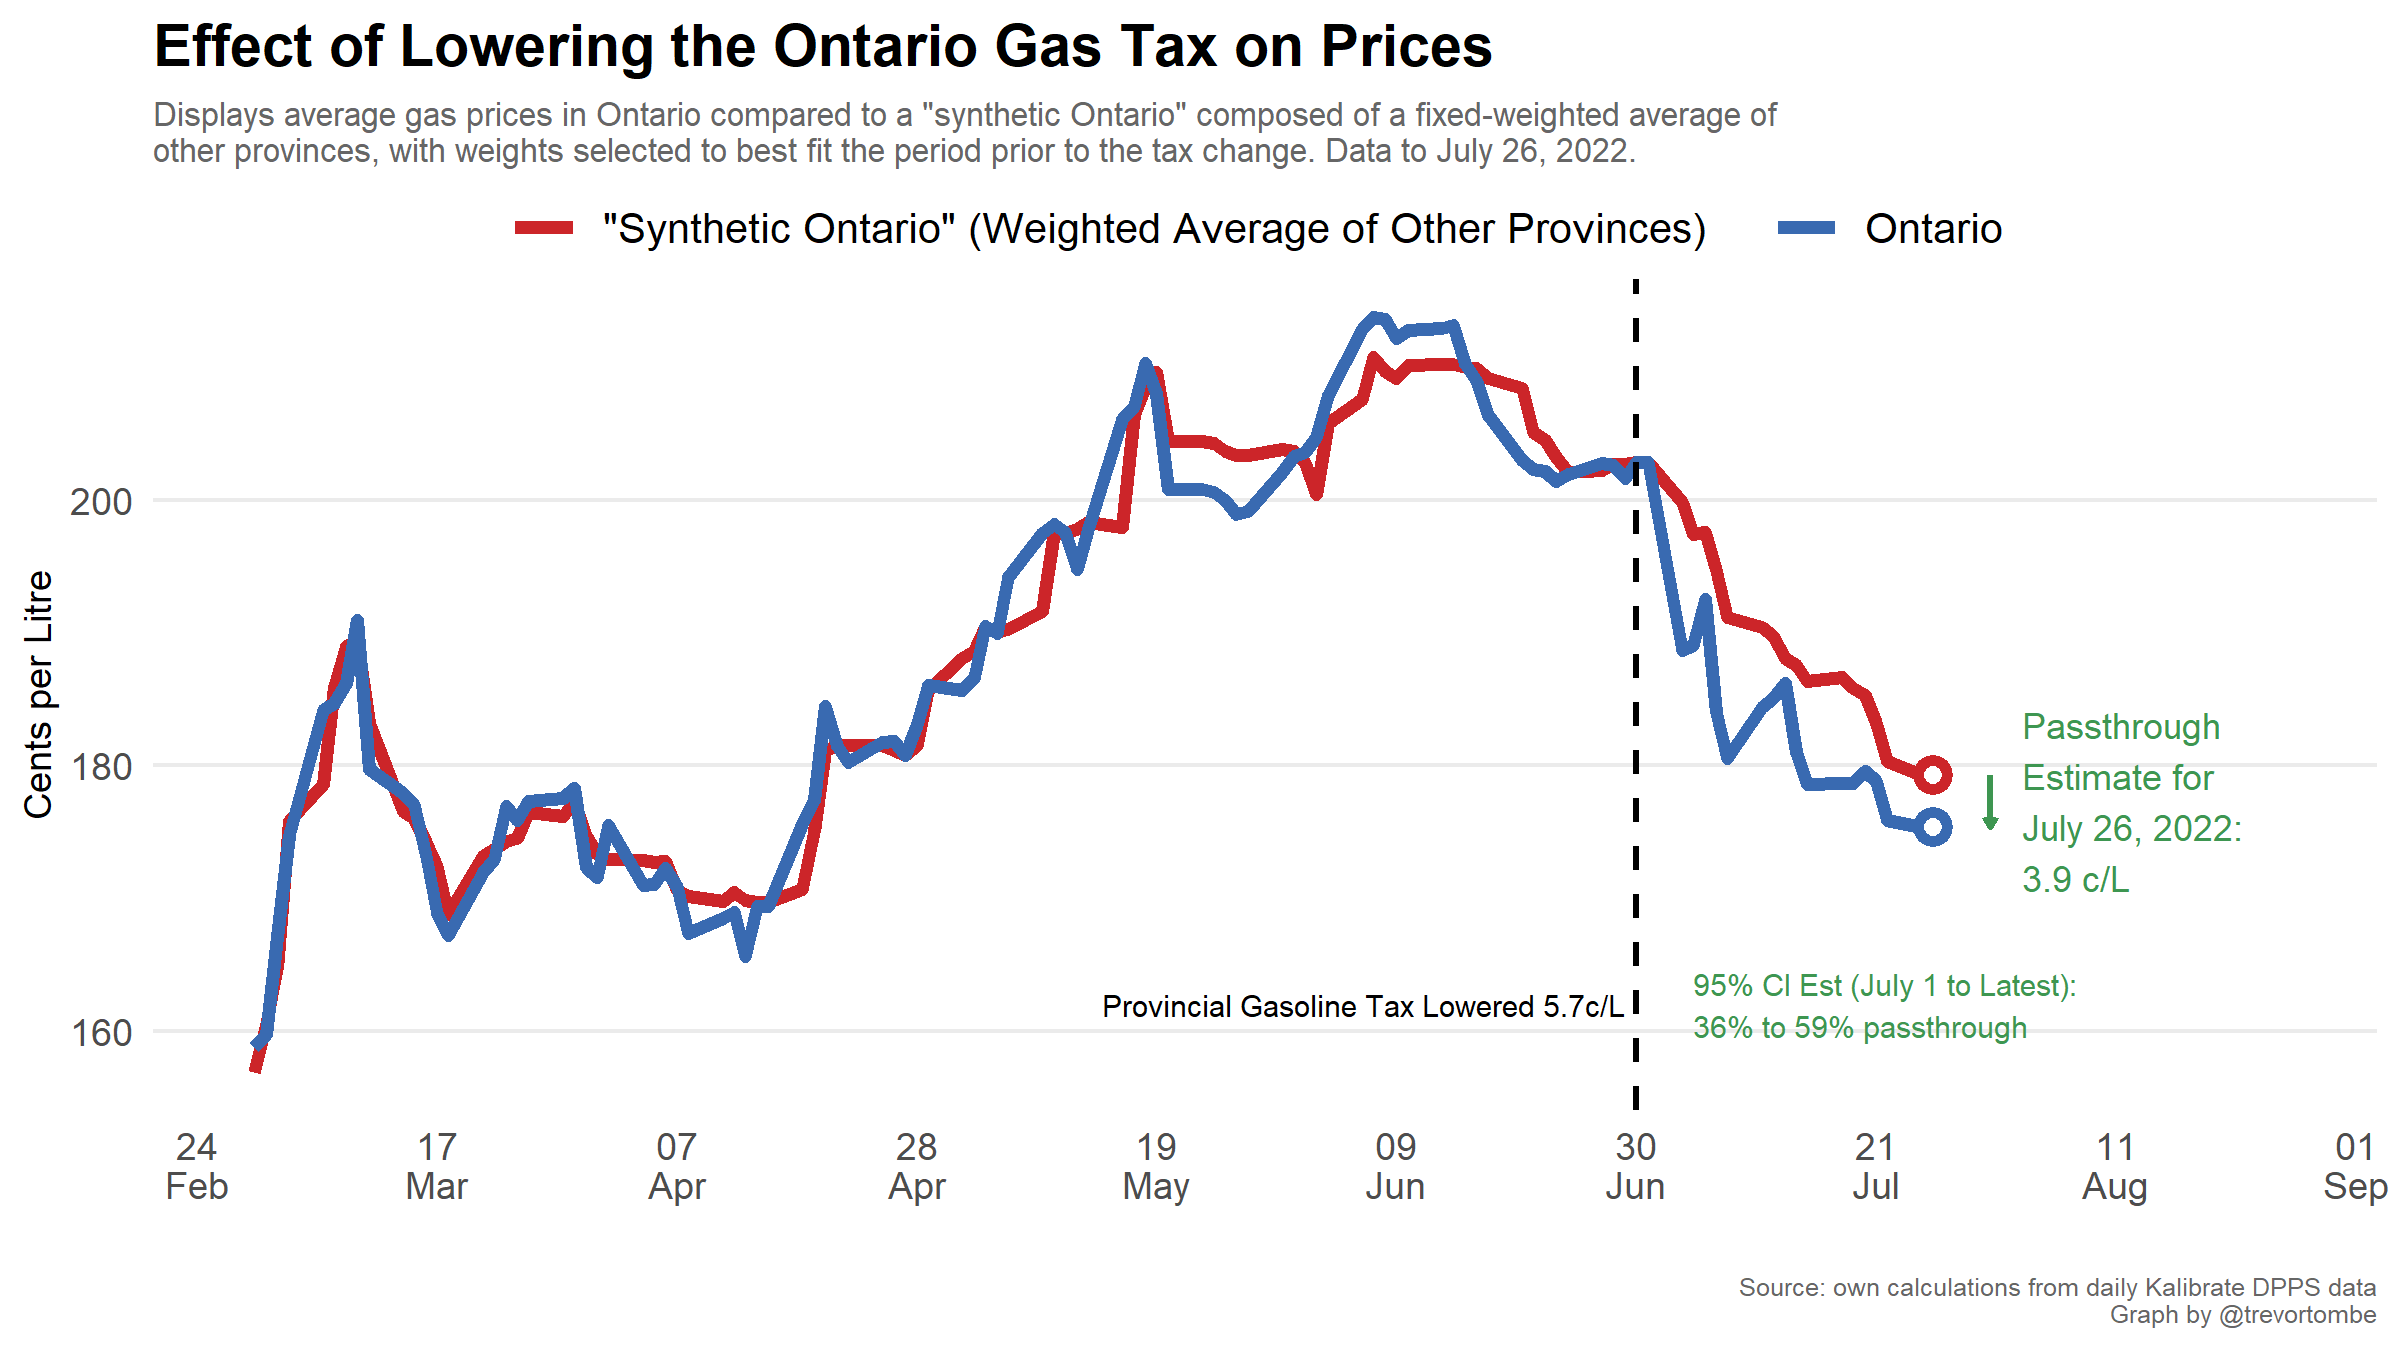 Effect of Lowering the Ontario Gas Tax on Prices
Displays average gas prices in Ontario compared to a "synthetic Ontario" composed of a fixed-weighted average of
other provinces, with weights selected to best fit the period prior to the tax change. Data to July 26, 2022.
"Synthetic Ontario" (Weighted Average of Other Provinces)
Ontario
Cents per Litre
200
180
160
Passthrough
Estimate for
July 26, 2022:
3.9 c/L
Provincial Gasoline Tax Lowered 5.7c/L
95% CI Est (July 1 to Latest):
36% to 59% passthrough
24
Feb
17
Mar
07
Apr
28
Apr
19
May
09
Jun
30
Jun
21
Jul
11
Aug
01
Sep
Source: own calculations from daily Kalibrate DPPS data
Graph by @trevortombe